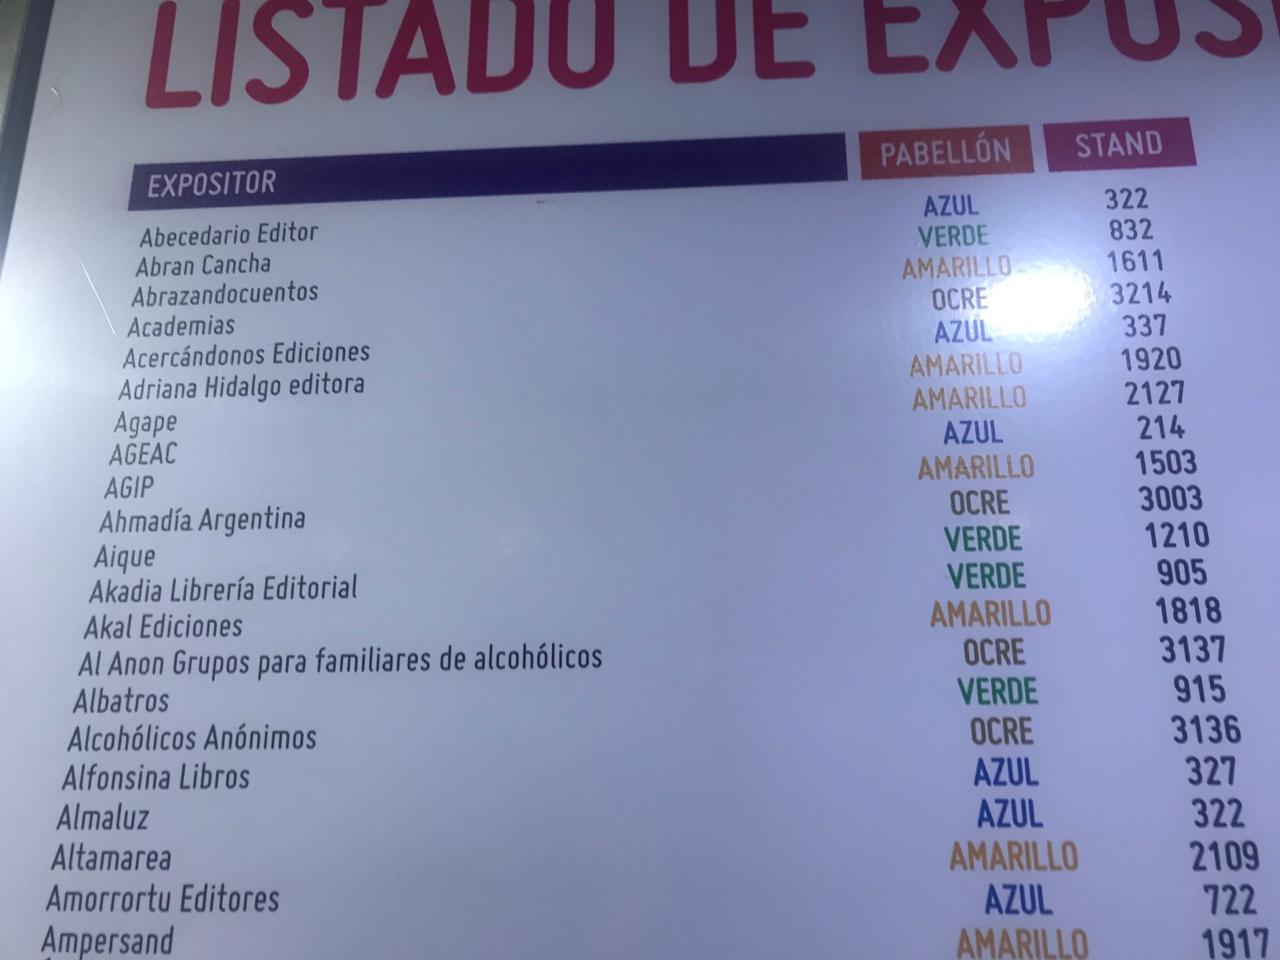 LISTADO DE EXPOSI
EXPOSITOR PABELLÓN STAND
Abecedario Editor AZUL 322
Abran Cancha VERDE 832
Abrazandocuentos AMARILLO 1611
Academias OCRE 3214
Acercándonos Ediciones AZUL 337
Adriana Hidalgo editora AMARILLO 1920
Agape AMARILLO 2127
AGEAC AZUL 214
AGIP AMARILLO 1503
Ahmadía Argentina OCRE 3003
Aique VERDE 1210
Akadia Librería Editorial VERDE 905
Akal Ediciones AMARILLO 1818
Al Anon Grupos para familiares de alcohólicos OCRE 3137
Albatros VERDE 915
Alcohólicos Anónimos OCRE 3136
Alfonsina Libros AZUL 327
Almaluz AZUL 322
Altamarea AMARILLO 2109
Amorrortu Editores AZUL 722
Ampersand AMARILLO 1917